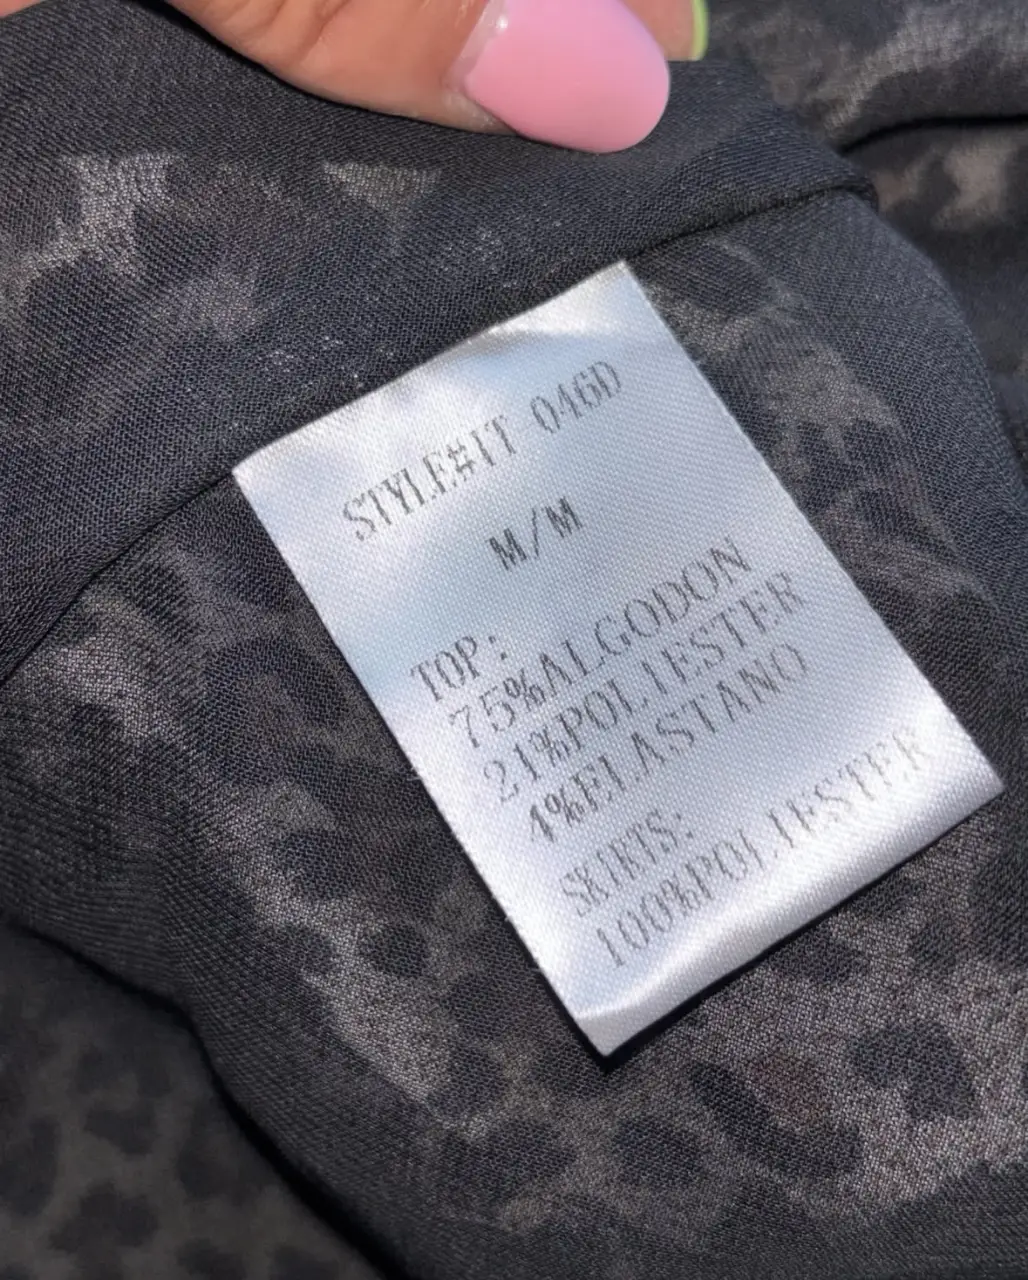 STYLE#IT 046D
M/M
TOP:
75%ALGODON
21%POLIESTER
4%ELASTANO
SKIRTS:
100%POLIESTER